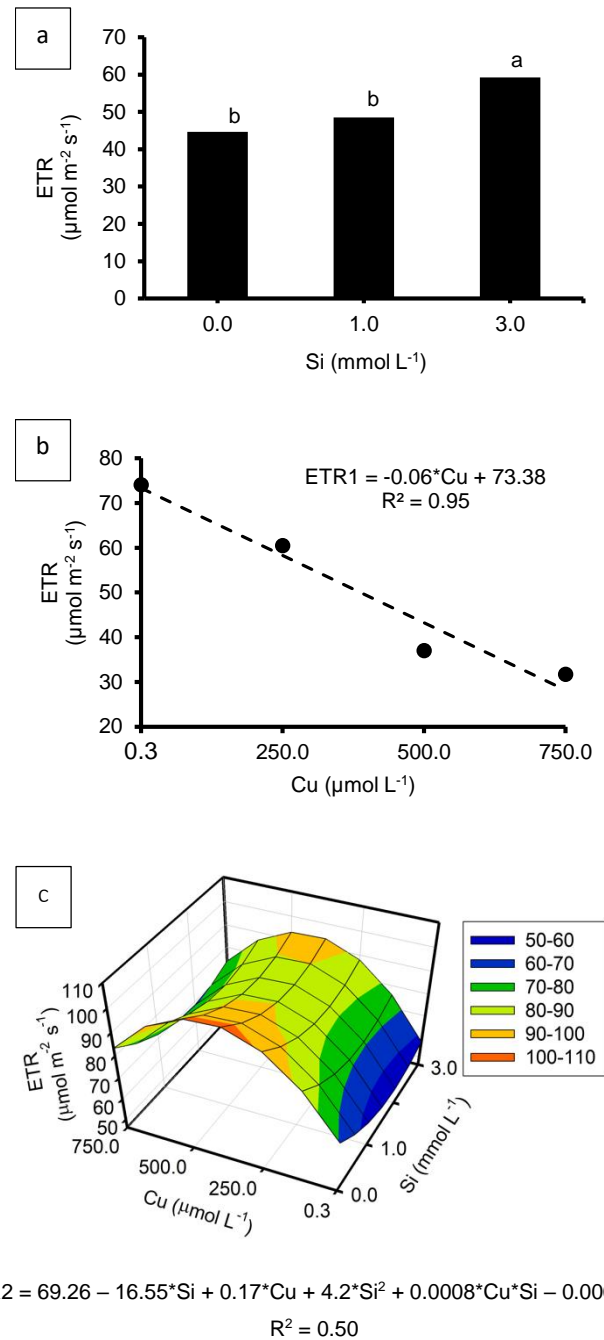 a
70
60
50
40
30
20
10
0
ETR
(µmol m-2 s-1)
b
b
a
0.0 1.0 3.0
Si (mmol L-1)
b
80
70
60
50
40
30
20
ETR
(µmol m-2 s-1)
ETR1 = -0.06*Cu + 73.38
R² = 0.95
0.3 250.0 500.0 750.0
Cu (µmol L-1)
c
110
100
90
80
70
60
50
ETR
(µmol m-2 s-1)
750.0
500.0
250.0
0.3
Cu (µmol L-1)
0.0
1.0
3.0
Si (mmol L-1)
50-60
60-70
70-80
80-90
90-100
100-110
2 = 69.26 – 16.55*Si + 0.17*Cu + 4.2*Si² + 0.0008*Cu*Si – 0.00
R² = 0.50